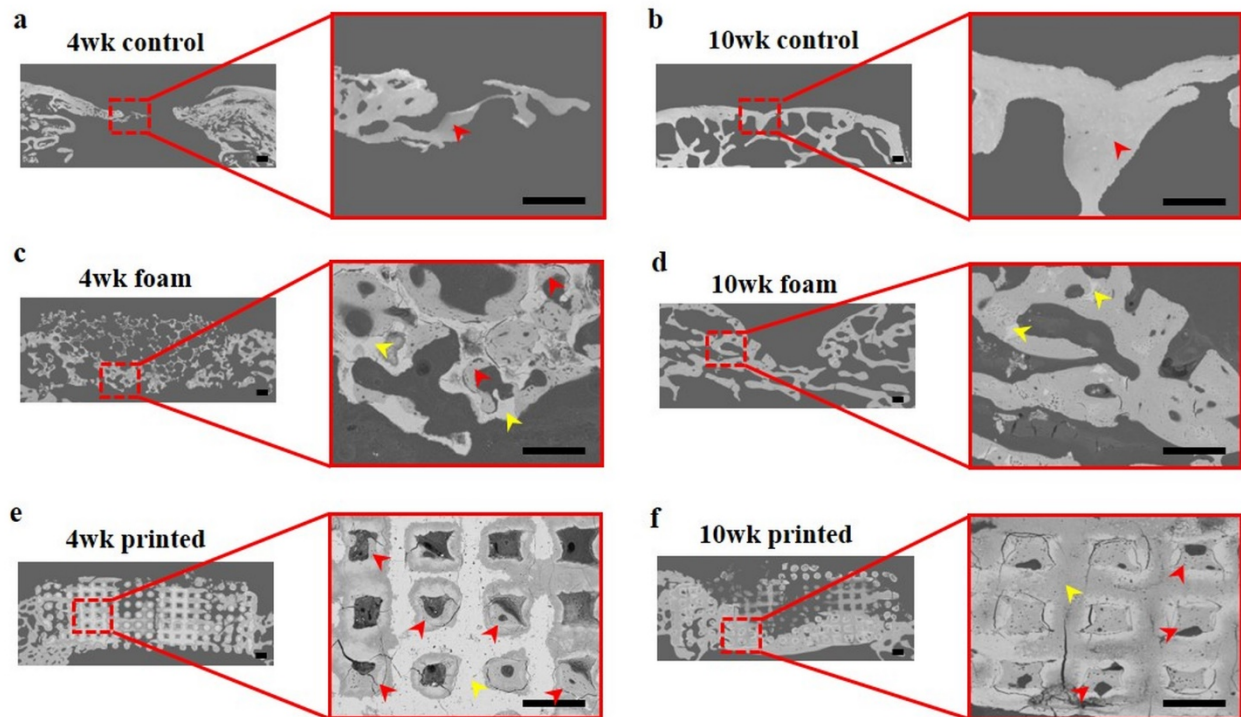 a
4wk control
b
10wk control
c
4wk foam
d
10wk foam
e
4wk printed
f
10wk printed